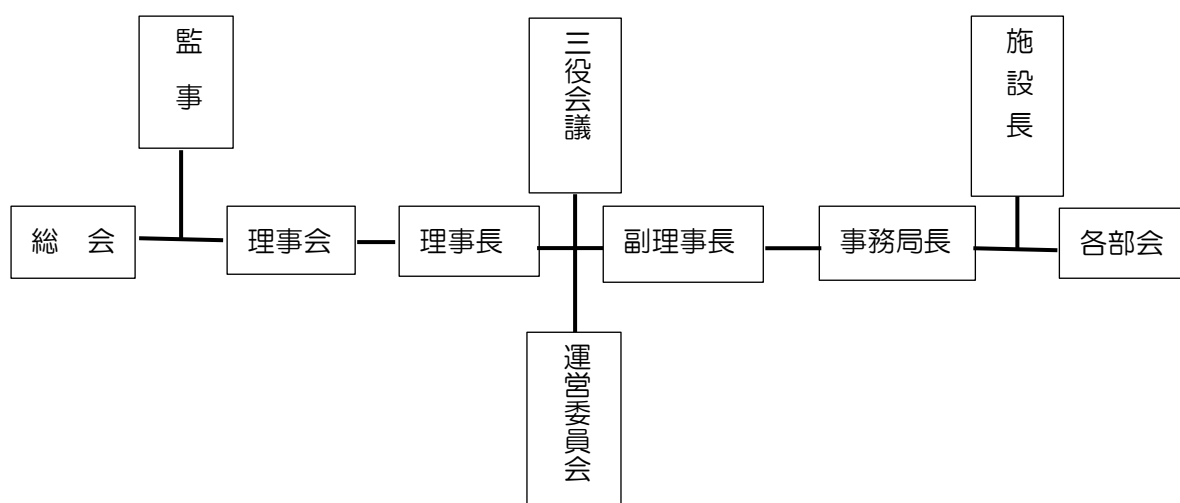 監事
三役会議
施設長
総　会
理事会
理事長
副理事長
事務局長
各部会
運営委員会